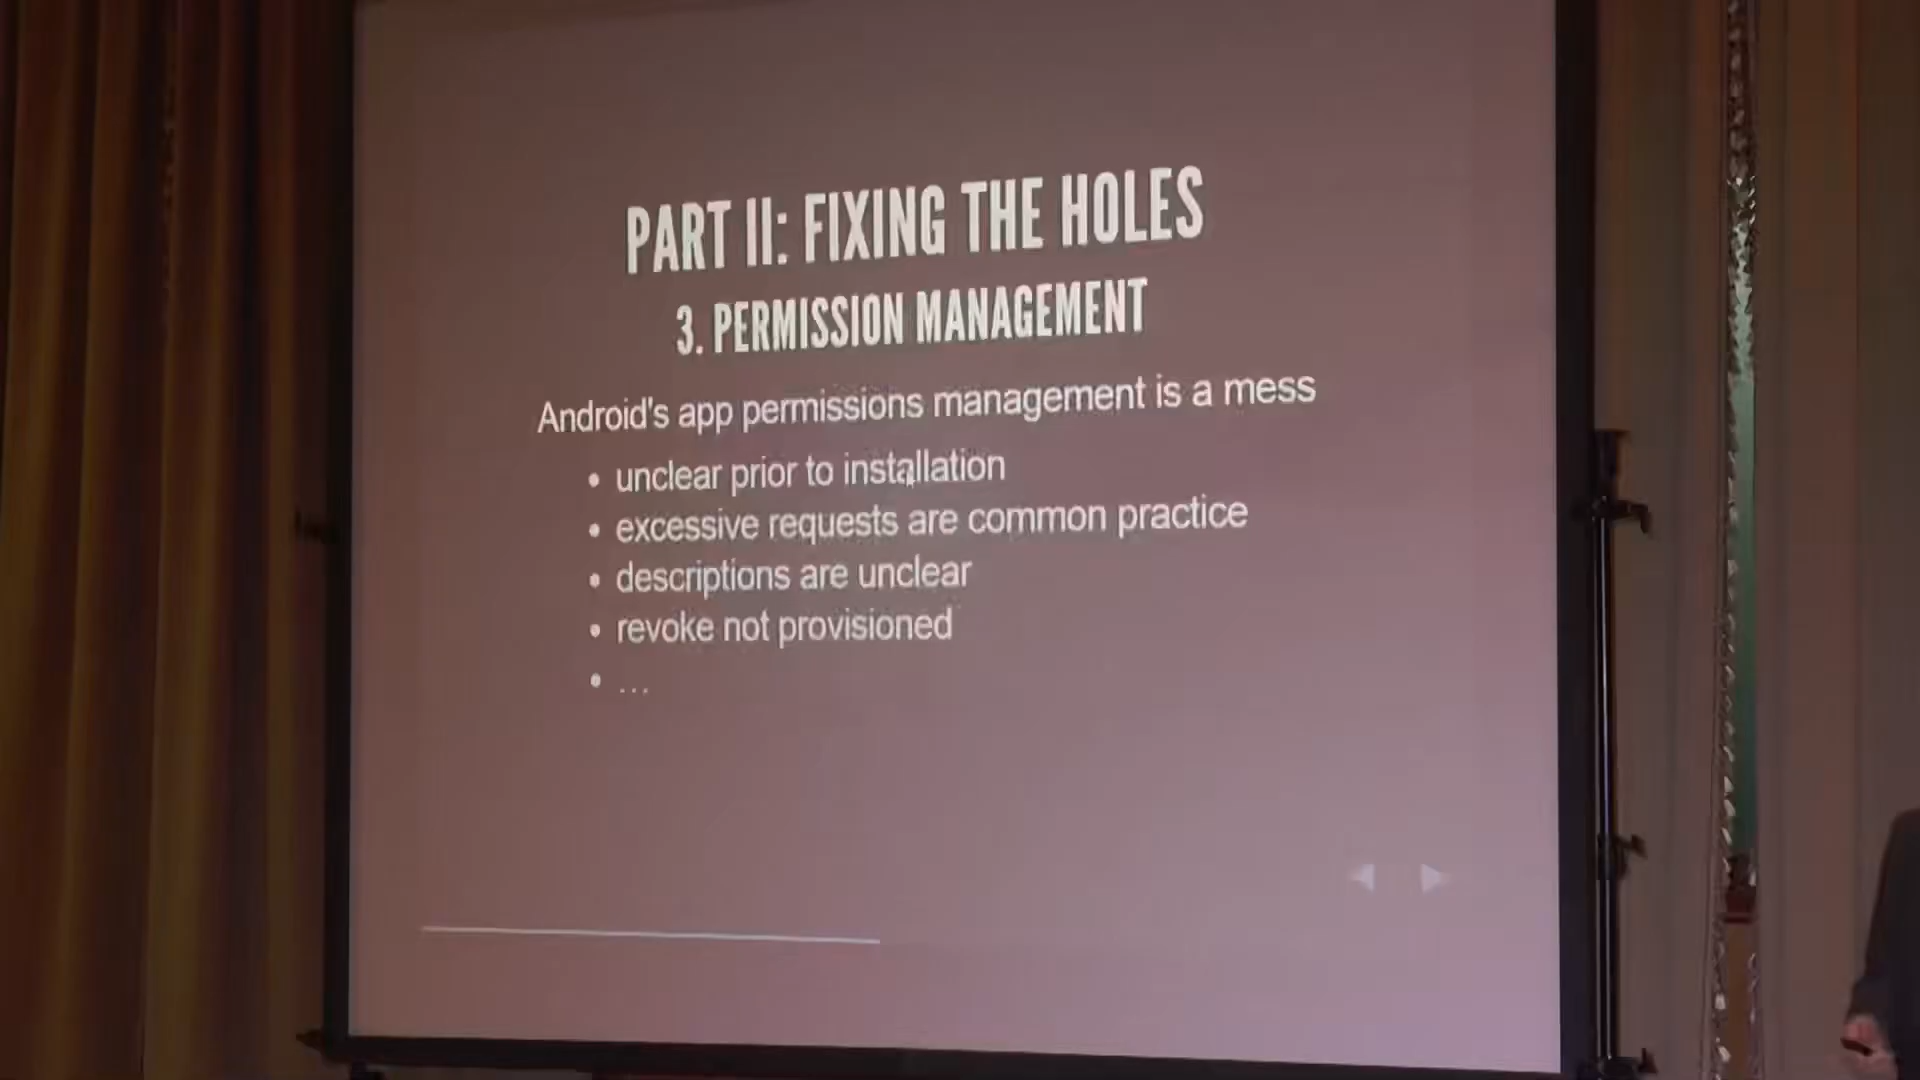 PART II: FIXING THE HOLES
3. PERMISSION MANAGEMENT
Android's app permissions management is a mess
• unclear prior to installation
• excessive requests are common practice
• descriptions are unclear
• revoke not provisioned
• ...